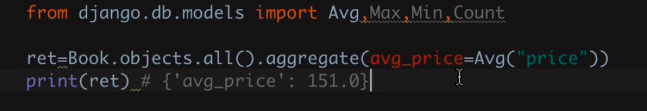 from django.db.models import Avg,Max,Min,Count
ret=Book.objects.all().aggregate(avg_price=Avg("price"))
print(ret) # {'avg_price': 151.0}